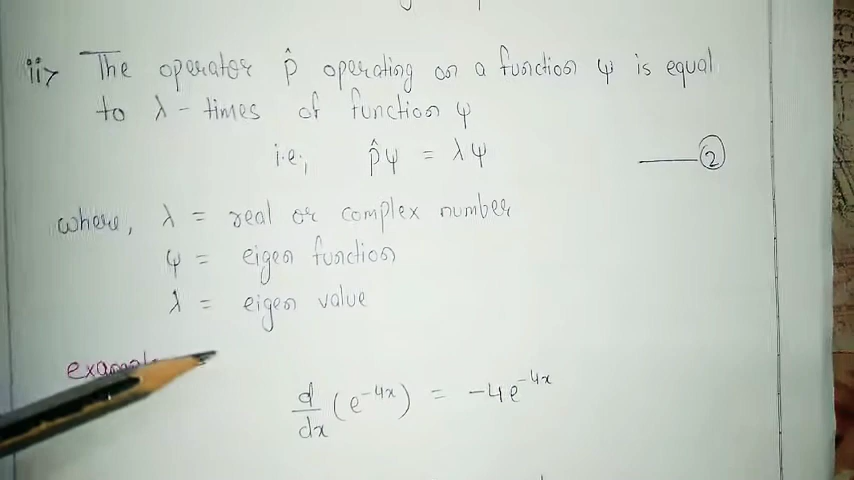 ii> The operator p̂ operating on a function ψ is equal
to λ - times of function ψ
i.e., p̂ψ = λψ ——— ②
where, λ = real or complex number
ψ = eigen function
λ = eigen value
d/dx (e^-4x) = -4e^-4x